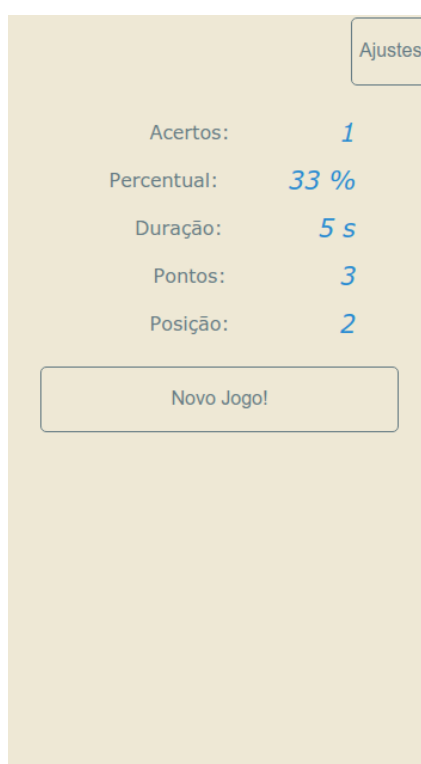 Ajustes
Acertos: 1
Percentual: 33 %
Duração: 5 s
Pontos: 3
Posição: 2
Novo Jogo!